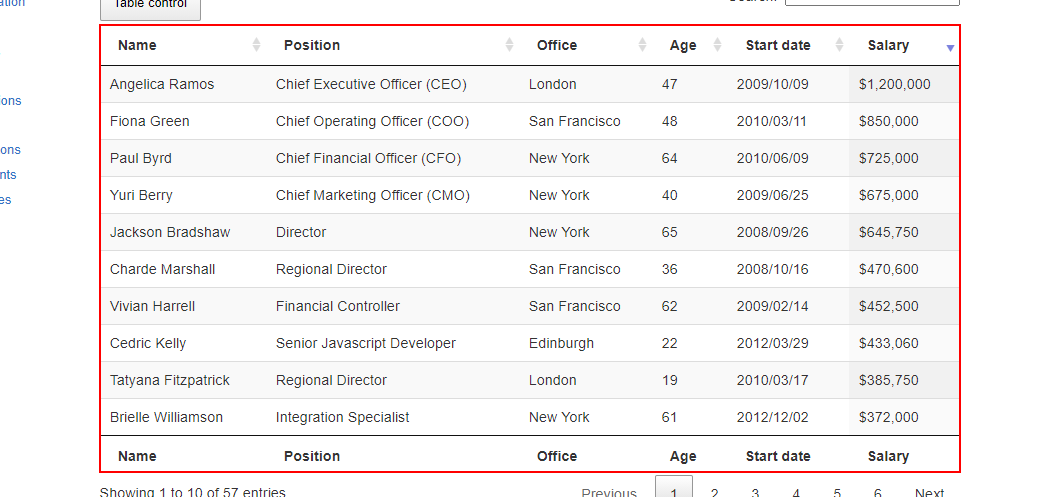 ation
Table control
Search:
ions
ons
nts
es
Name Position Office Age Start date Salary
Angelica Ramos Chief Executive Officer (CEO) London 47 2009/10/09 $1,200,000
Fiona Green Chief Operating Officer (COO) San Francisco 48 2010/03/11 $850,000
Paul Byrd Chief Financial Officer (CFO) New York 64 2010/06/09 $725,000
Yuri Berry Chief Marketing Officer (CMO) New York 40 2009/06/25 $675,000
Jackson Bradshaw Director New York 65 2008/09/26 $645,750
Charde Marshall Regional Director San Francisco 36 2008/10/16 $470,600
Vivian Harrell Financial Controller San Francisco 62 2009/02/14 $452,500
Cedric Kelly Senior Javascript Developer Edinburgh 22 2012/03/29 $433,060
Tatyana Fitzpatrick Regional Director London 19 2010/03/17 $385,750
Brielle Williamson Integration Specialist New York 61 2012/12/02 $372,000
Name Position Office Age Start date Salary
Showing 1 to 10 of 57 entries
Previous 1 2 3 4 5 6 Next